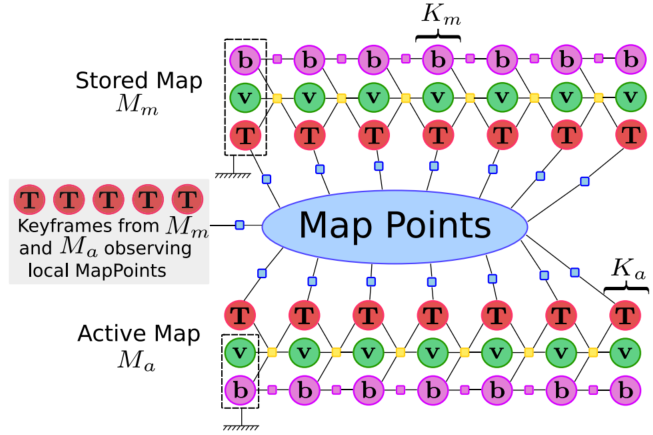 K_m
b b b b b b b
Stored Map
M_m
v v v v v v v
T T T T T T T
T T T T T
Keyframes from M_m
and M_a observing
local MapPoints
Map Points
K_a
T T T T T T T
Active Map
M_a
v v v v v v v
b b b b b b b